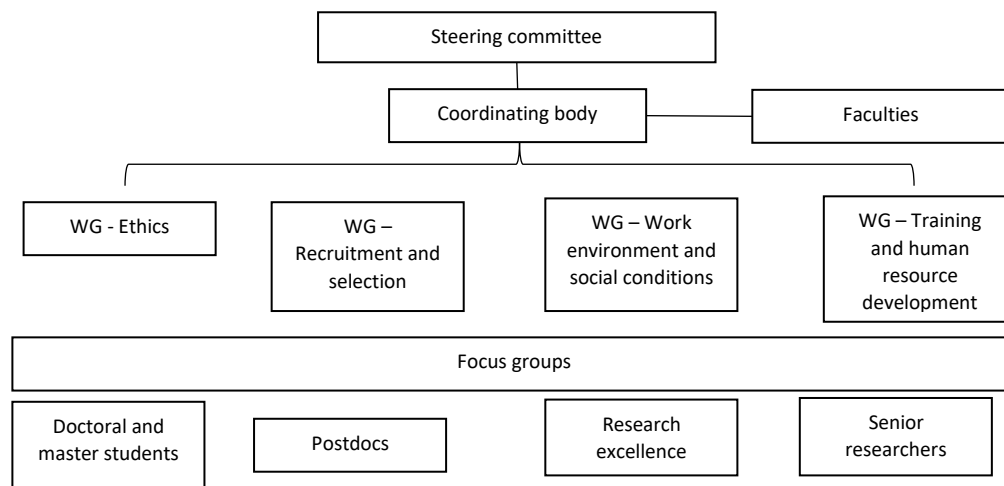 Steering committee
Coordinating body
Faculties
WG - Ethics
WG –
Recruitment and
selection
WG – Work
environment and
social conditions
WG – Training
and human
resource
development
Focus groups
Doctoral and
master students
Postdocs
Research
excellence
Senior
researchers